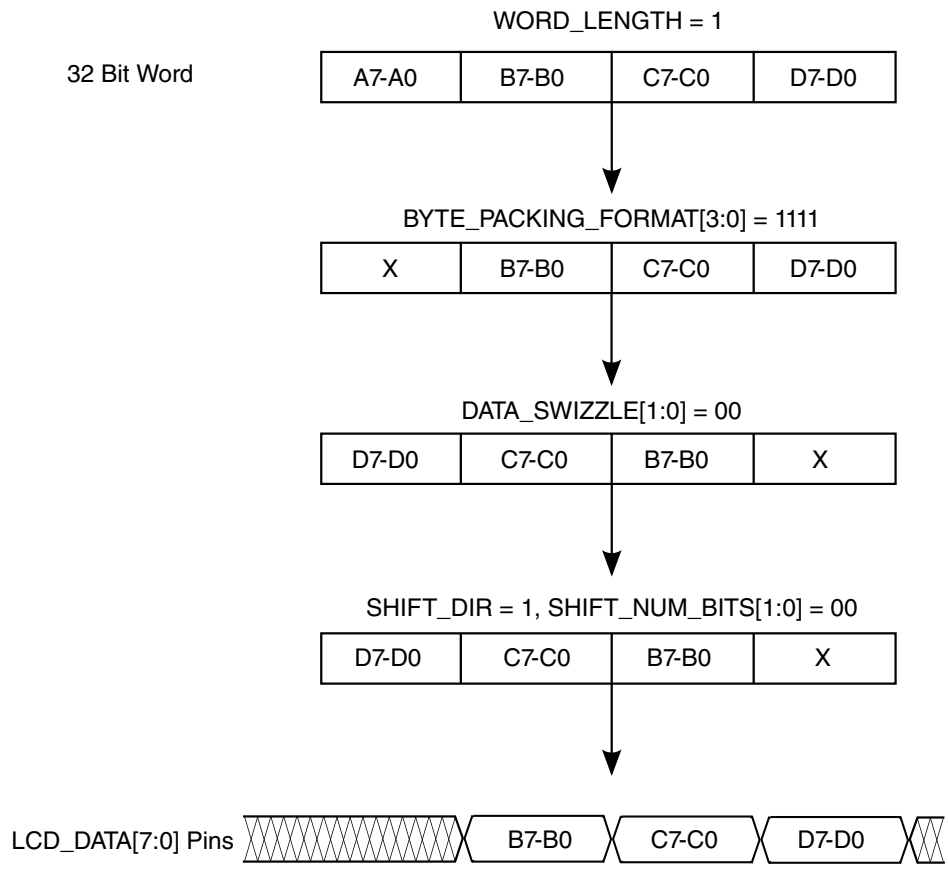 WORD_LENGTH = 1
32 Bit Word A7-A0 B7-B0 C7-C0 D7-D0
BYTE_PACKING_FORMAT[3:0] = 1111
X B7-B0 C7-C0 D7-D0
DATA_SWIZZLE[1:0] = 00
D7-D0 C7-C0 B7-B0 X
SHIFT_DIR = 1, SHIFT_NUM_BITS[1:0] = 00
D7-D0 C7-C0 B7-B0 X
LCD_DATA[7:0] Pins B7-B0 C7-C0 D7-D0